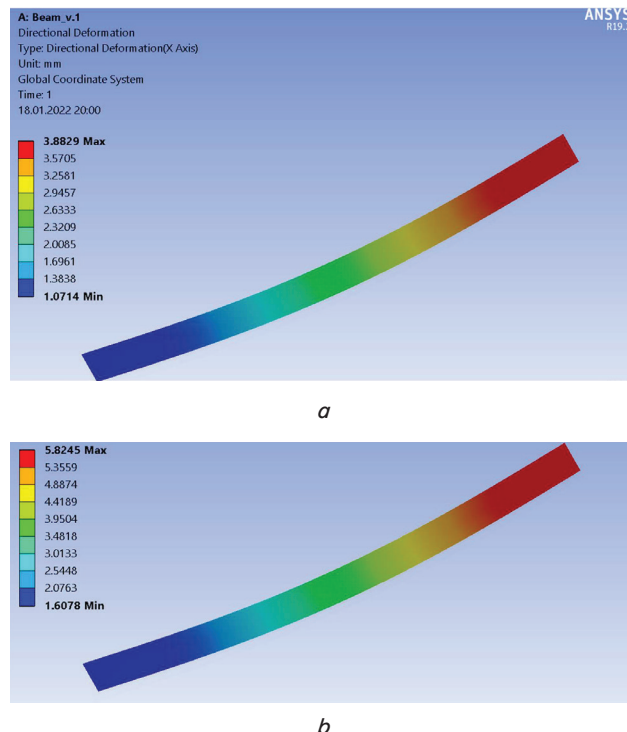 A: Beam_v.1
Directional Deformation
Type: Directional Deformation(X Axis)
Unit: mm
Global Coordinate System
Time: 1
18.01.2022 20:00
ANSYS
3.8829 Max
3.5705
3.2581
2.9457
2.6333
2.3209
2.0085
1.6961
1.3838
1.0714 Min
a
5.8245 Max
5.3559
4.8874
4.4189
3.9504
3.4818
3.0133
2.5448
2.0763
1.6078 Min
b